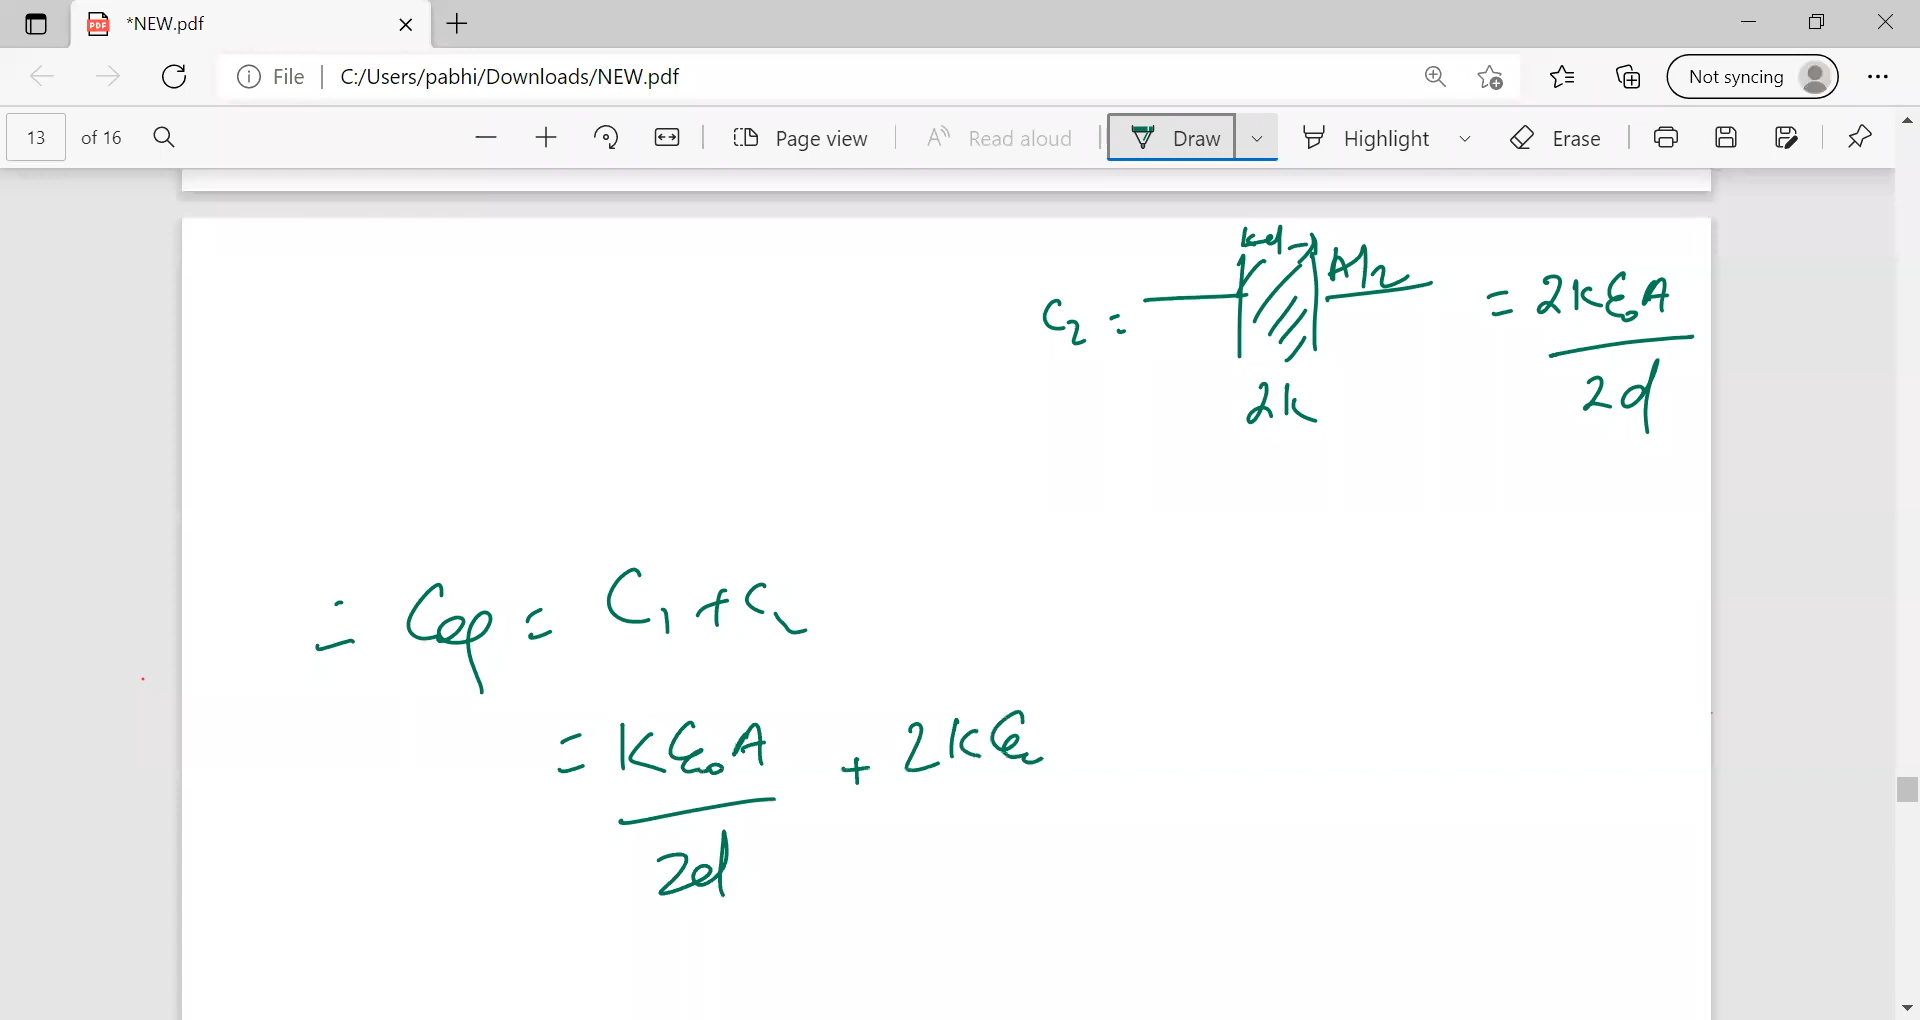 *NEW.pdf
File | C:/Users/pabhi/Downloads/NEW.pdf
Not syncing
13 of 16
Page view
Read aloud
Draw
Highlight
Erase
d
A/2
C₂ = = 2Kε₀A
2d
2K
= Ceq = C₁ + C₂
= Kε₀A + 2Kε
2d